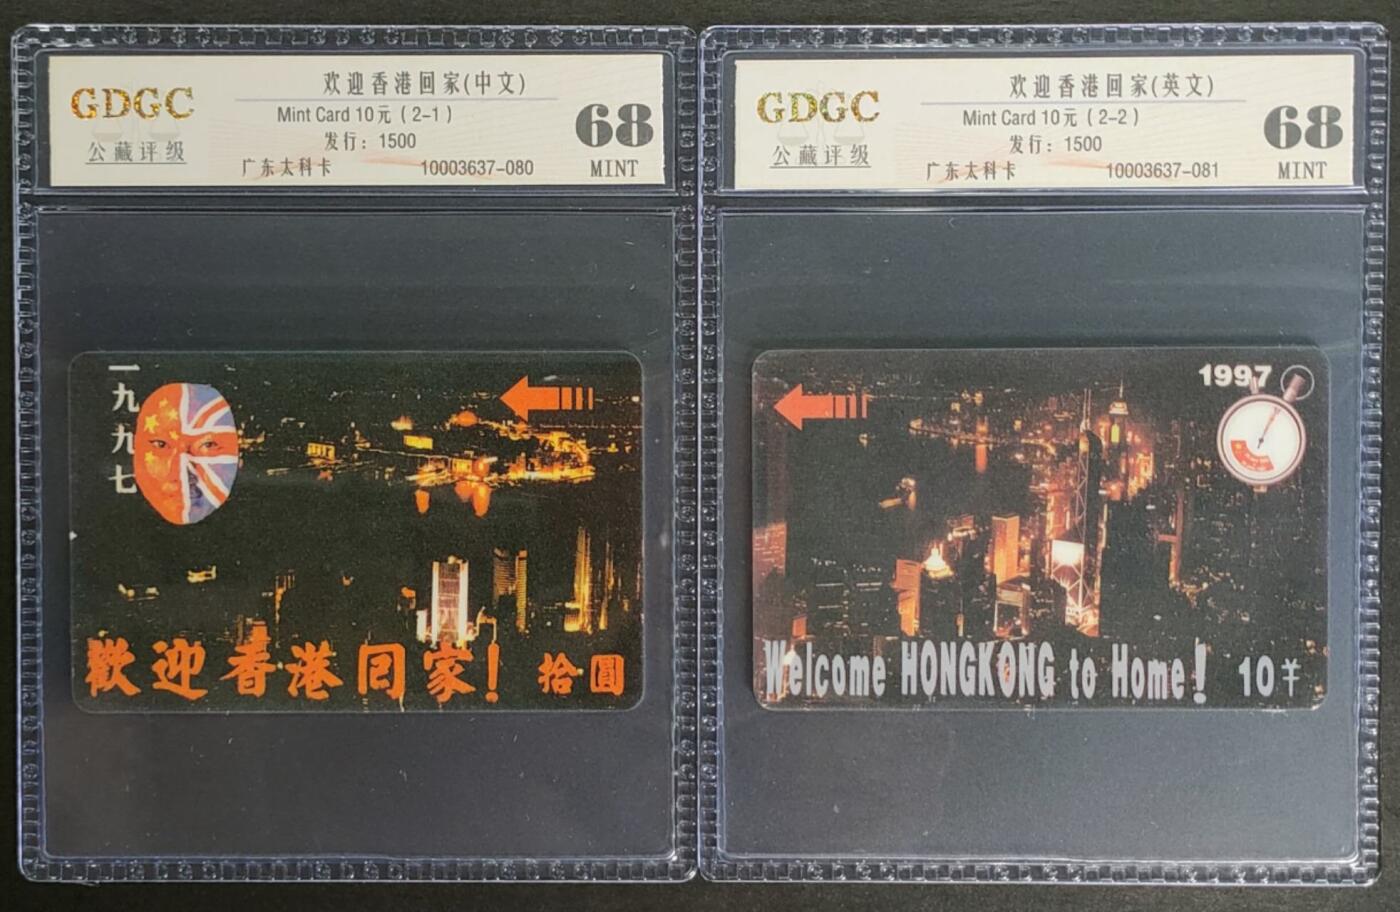 GDGC
公藏评级
欢迎香港回家(中文)
Mint Card 10元（2-1）
发行：1500
广东太科卡
10003637-080
68
MINT
一九九七
歡迎香港回家！
拾圓
GDGC
公藏评级
欢迎香港回家(英文)
Mint Card 10元（2-2）
发行：1500
广东太科卡
10003637-081
68
MINT
1997
Welcome HONGKONG to Home!
10¥